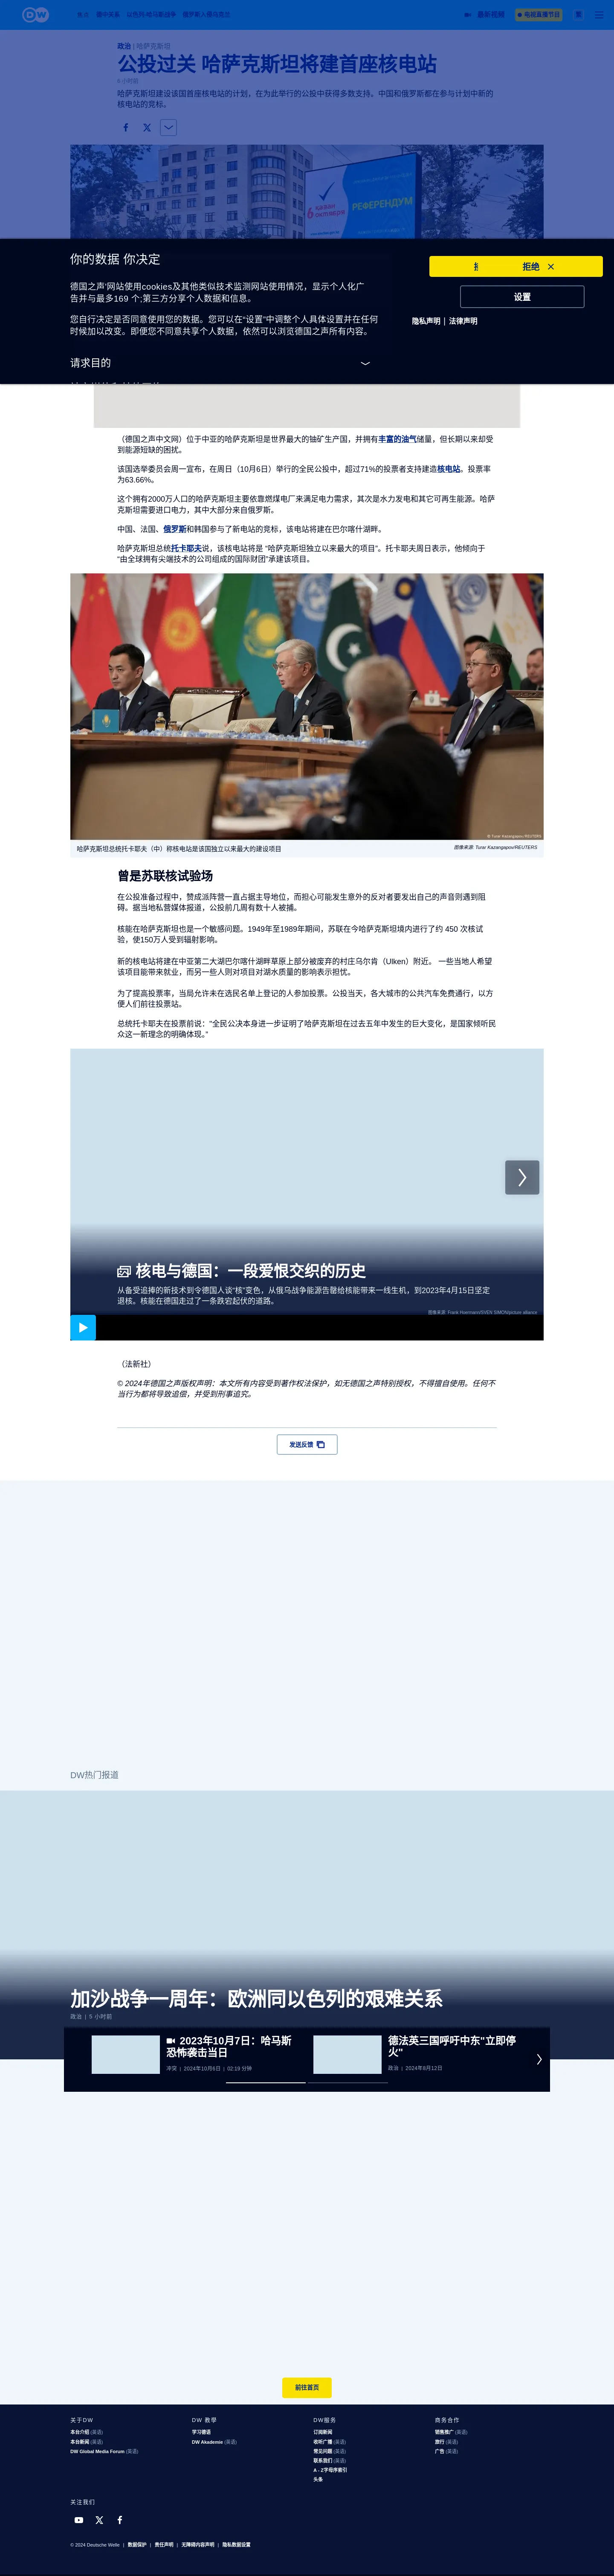 DW
最新视频
电视直播节目
政治 | 哈萨克斯坦
公投过关 哈萨克斯坦将建首座核电站
6 小时前
哈萨克斯坦建设该国首座核电站的计划，在为此举行的公投中获得多数支持。中国和俄罗斯都在参与计划中新的
核电站的竞标。
6
РЕФЕРЕНДУМ
你的数据 你决定
拒绝
德国之声'网站使用cookies及其他类似技术监测网站使用情况，显示个人化广
告并与最多169 个;第三方分享个人数据和信息。
设置
您自行决定是否同意使用您的数据。您可以在“设置”中调整个人具体设置并在任何
时候加以改变。即便您不同意共享个人数据，依然可以浏览德国之声所有内容。
隐私声明 | 法律声明
请求目的
（德国之声中文网）位于中亚的哈萨克斯坦是世界最大的铀矿生产国，并拥有丰富的油气储量，但长期以来却受
到能源短缺的困扰。
该国选举委员会周一宣布，在周日（10月6日）举行的全民公投中，超过71%的投票者支持建造核电站。投票率
为63.66%。
这个拥有2000万人口的哈萨克斯坦主要依靠燃煤电厂来满足电力需求，其次是水力发电和其它可再生能源。哈萨
克斯坦需要进口电力，其中大部分来自俄罗斯。
中国、法国、俄罗斯和韩国参与了新电站的竞标，该电站将建在巴尔喀什湖畔。
哈萨克斯坦总统托卡耶夫说，该核电站将是 “哈萨克斯坦独立以来最大的项目”。托卡耶夫周日表示，他倾向于
“由全球拥有尖端技术的公司组成的国际财团”承建该项目。
© Turar Kazangapov REUTERS
哈萨克斯坦总统托卡耶夫（中）称核电站是该国独立以来最大的建设项目
图像来源: Turar Kazangapov/REUTERS
曾是苏联核试验场
在公投准备过程中，赞成派阵营一直占据主导地位，而担心可能发生意外的反对者要发出自己的声音则遇到阻
碍。据当地私营媒体报道，公投前几周有数十人被捕。
核能在哈萨克斯坦也是一个敏感问题。1949年至1989年期间，苏联在今哈萨克斯坦境内进行了约 450 次核试
验，使150万人受到辐射影响。
新的核电站将建在中亚第二大湖巴尔喀什湖畔草原上部分被废弃的村庄乌尔肯（Ulken）附近。 一些当地人希望
该项目能带来就业，而另一些人则对项目对湖水质量的影响表示担忧。
为了提高投票率，当局允许未在选民名单上登记的人参加投票。公投当天，各大城市的公共汽车免费通行，以方
便人们前往投票站。
总统托卡耶夫在投票前说：“全民公决本身进一步证明了哈萨克斯坦在过去五年中发生的巨大变化，是国家倾听民
众这一新理念的明确体现。”
核电与德国：一段爱恨交织的历史
从备受追捧的新技术到令德国人谈“核”变色，从俄乌战争能源告罄给核能带来一线生机，到2023年4月15日坚定
退核。核能在德国走过了一条跌宕起伏的道路。
图像来源: Frank Hoermann/SVEN SIMON/picture alliance
（法新社）
© 2024年德国之声版权声明：本文所有内容受到著作权法保护，如无德国之声特别授权，不得擅自使用。任何不
当行为都将导致追偿，并受到刑事追究。
发送反馈
DW热门报道
加沙战争一周年：欧洲同以色列的艰难关系
政治 | 5 小时前
2023年10月7日：哈马斯
恐怖袭击当日
冲突 | 2024年10月6日 | 02:19 分钟
德法英三国呼吁中东"立即停
火"
政治 | 2024年8月12日
前往首页
关于DW
本台介绍 (英语)
本台新闻 (英语)
DW Global Media Forum (英语)
DW 教学
学习德语
DW Akademie (英语)
DW服务
订阅新闻
收听广播 (英语)
常见问题 (英语)
联系我们 (英语)
A - Z字母序索引
头条
商务合作
销售推广 (英语)
旅行 (英语)
广告 (英语)
关注我们
© 2024 Deutsche Welle | 数据保护 | 责任声明 | 无障碍内容声明 | 隐私数据设置